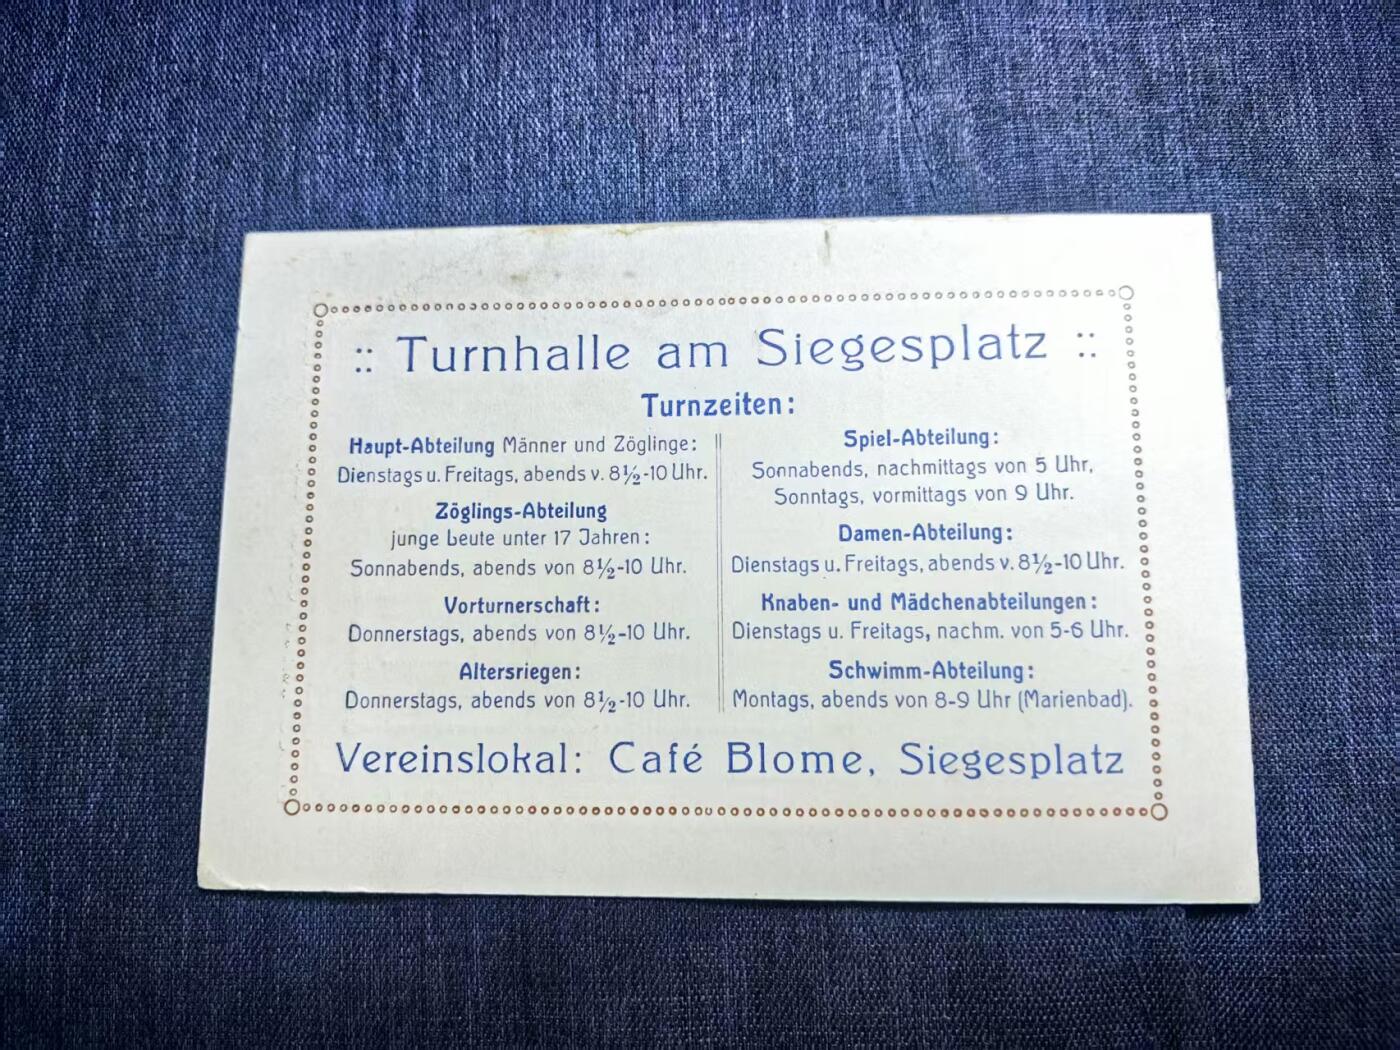 :: Turnhalle am Siegesplatz ::
Turnzeiten:
Haupt-Abteilung Männer und Zöglinge:
Dienstags u. Freitags, abends v. 8½-10 Uhr.
Zöglings-Abteilung
junge Leute unter 17 Jahren:
Sonnabends, abends von 8½-10 Uhr.
Vorturnerschaft:
Donnerstags, abends von 8½-10 Uhr.
Altersriegen:
Donnerstags, abends von 8½-10 Uhr.
Spiel-Abteilung:
Sonnabends, nachmittags von 5 Uhr,
Sonntags, vormittags von 9 Uhr.
Damen-Abteilung:
Dienstags u. Freitags, abends v. 8½-10 Uhr.
Knaben- und Mädchenabteilungen:
Dienstags u. Freitags, nachm. von 5-6 Uhr.
Schwimm-Abteilung:
Montags, abends von 8-9 Uhr (Marienbad).
Vereinslokal: Café Blome, Siegesplatz